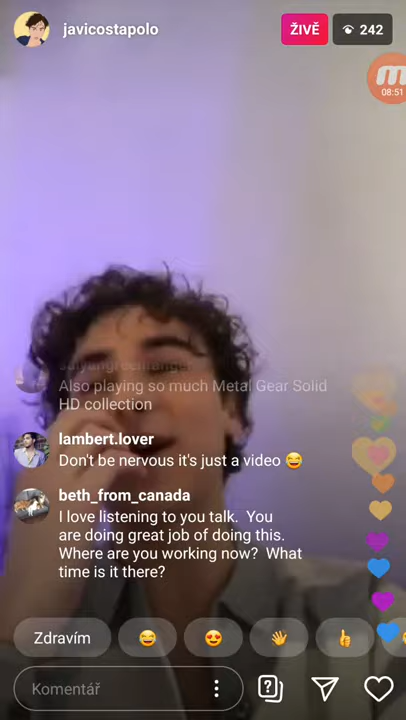 javicostapolo
ŽIVĚ
242
08:51
Also playing so much Metal Gear Solid
HD collection
lambert.lover
Don't be nervous it's just a video 😂
beth_from_canada
I love listening to you talk.  You
are doing great job of doing this.
Where are you working now?  What
time is it there?
Zdravím
Komentář